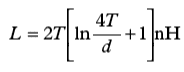 L = 2T[ln 4T/d + 1]nH